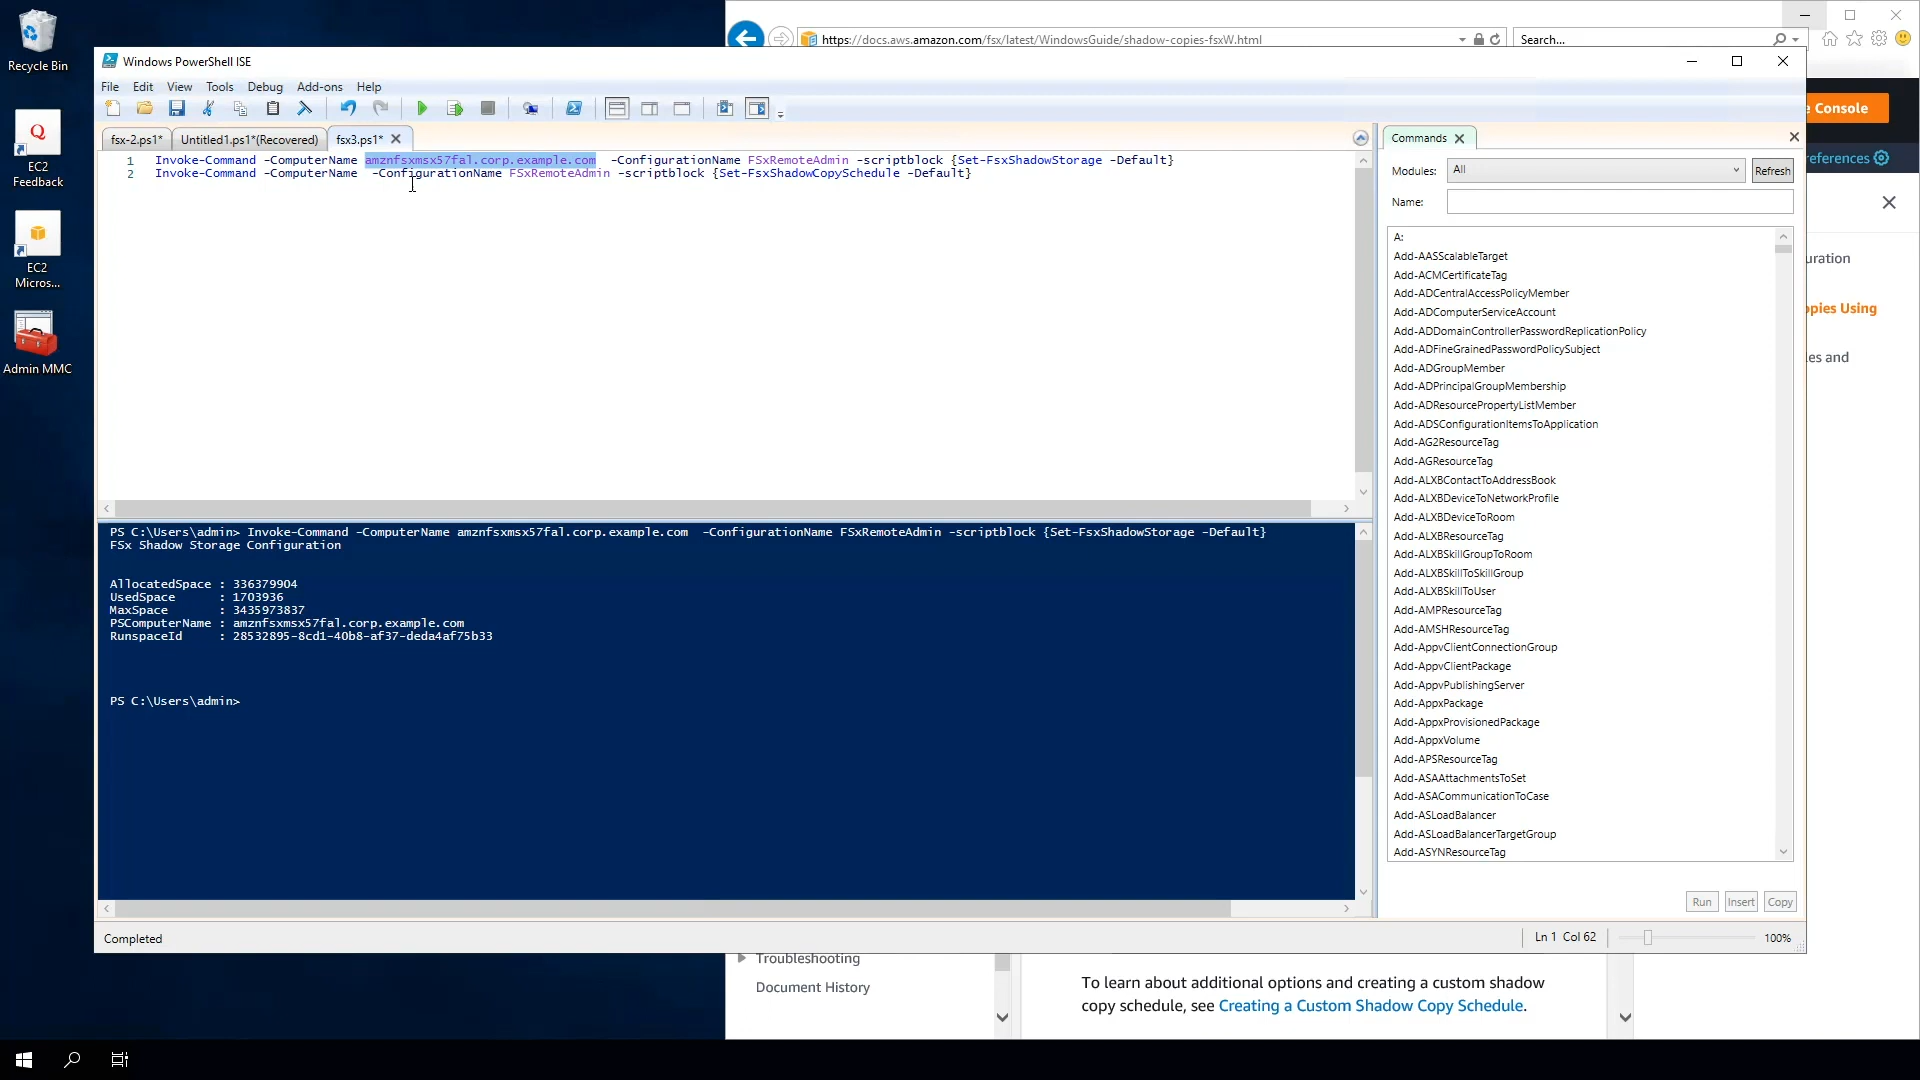 Recycle Bin
EC2
Feedback
EC2
Micros...
Admin MMC
https://docs.aws.amazon.com/fsx/latest/WindowsGuide/shadow-copies-fsxW.html
Search...
Windows PowerShell ISE
File Edit View Tools Debug Add-ons Help
fsx-2.ps1* Untitled1.ps1*(Recovered) fsx3.ps1*
1 Invoke-Command -ComputerName amznfsxmsx57fal.corp.example.com -ConfigurationName FSxRemoteAdmin -scriptblock {Set-FsxShadowStorage -Default}
2 Invoke-Command -ComputerName -ConfigurationName FSxRemoteAdmin -scriptblock {Set-FsxShadowCopySchedule -Default}
PS C:\Users\admin> Invoke-Command -ComputerName amznfsxmsx57fal.corp.example.com -ConfigurationName FSxRemoteAdmin -scriptblock {Set-FsxShadowStorage -Default}
FSx Shadow Storage Configuration
AllocatedSpace : 336379904
UsedSpace : 1703936
MaxSpace : 3435973837
PSComputerName : amznfsxmsx57fal.corp.example.com
RunspaceId : 28532895-8cd1-40b8-af37-deda4af75b33
PS C:\Users\admin>
Commands
Modules: All Refresh
Name:
A:
Add-AASScalableTarget
Add-ACMCertificateTag
Add-ADCentralAccessPolicyMember
Add-ADComputerServiceAccount
Add-ADDomainControllerPasswordReplicationPolicy
Add-ADFineGrainedPasswordPolicySubject
Add-ADGroupMember
Add-ADPrincipalGroupMembership
Add-ADResourcePropertyListMember
Add-ADSConfigurationItemsToApplication
Add-AG2ResourceTag
Add-AGResourceTag
Add-ALXBContactToAddressBook
Add-ALXBDeviceToNetworkProfile
Add-ALXBDeviceToRoom
Add-ALXBResourceTag
Add-ALXBSkillGroupToRoom
Add-ALXBSkillToSkillGroup
Add-ALXBSkillToUser
Add-AMPResourceTag
Add-AMSHResourceTag
Add-AppvClientConnectionGroup
Add-AppvClientPackage
Add-AppvPublishingServer
Add-AppxPackage
Add-AppxProvisionedPackage
Add-AppxVolume
Add-APSResourceTag
Add-ASAAttachmentsToSet
Add-ASACommunicationToCase
Add-ASLoadBalancer
Add-ASLoadBalancerTargetGroup
Add-ASYNResourceTag
Run Insert Copy
Completed
Ln 1 Col 62
100%
e Console
references
uration
opies Using
les and
Troubleshooting
Document History
To learn about additional options and creating a custom shadow
copy schedule, see Creating a Custom Shadow Copy Schedule.